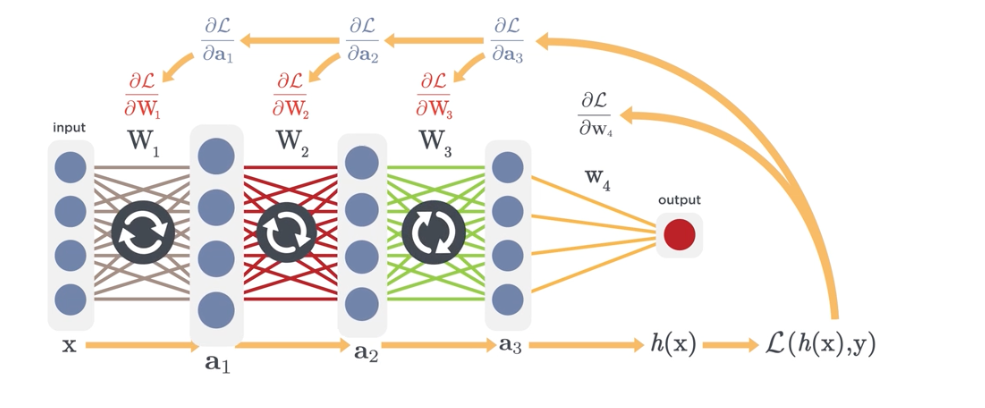 ∂ℒ/∂a₁ ∂ℒ/∂a₂ ∂ℒ/∂a₃
∂ℒ/∂W₁ ∂ℒ/∂W₂ ∂ℒ/∂W₃ ∂ℒ/∂w₄
input W₁ W₂ W₃
w₄
output
x a₁ a₂ a₃ h(x) ℒ(h(x),y)